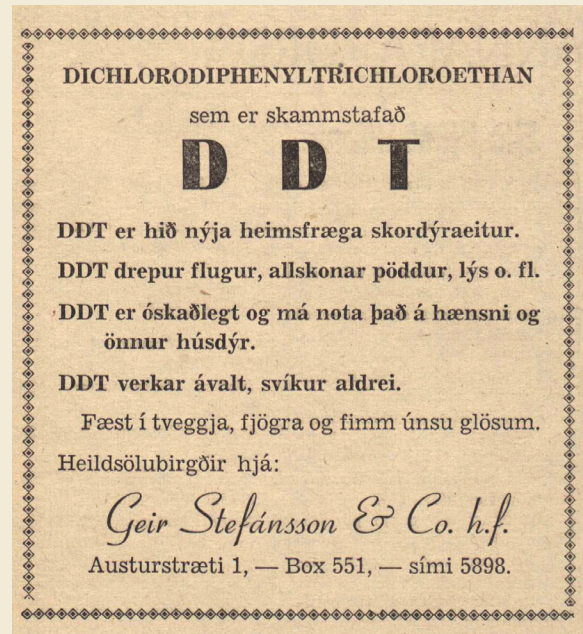 DICHLORODIPHENYLTRICHLOROETHAN
sem er skammstafað
D D T
DDT er hið nýja heimsfræga skordýraeitur.
DDT drepur flugur, allskonar pöddur, lýs o. fl.
DDT er óskaðlegt og má nota það á hænsni og
önnur húsdýr.
DDT verkar ávalt, svíkur aldrei.
Fæst í tveggja, fjögra og fimm únsu glösum.
Heildsölubirgðir hjá:
Geir Stefánsson & Co. h.f.
Austurstræti 1, — Box 551, — sími 5898.